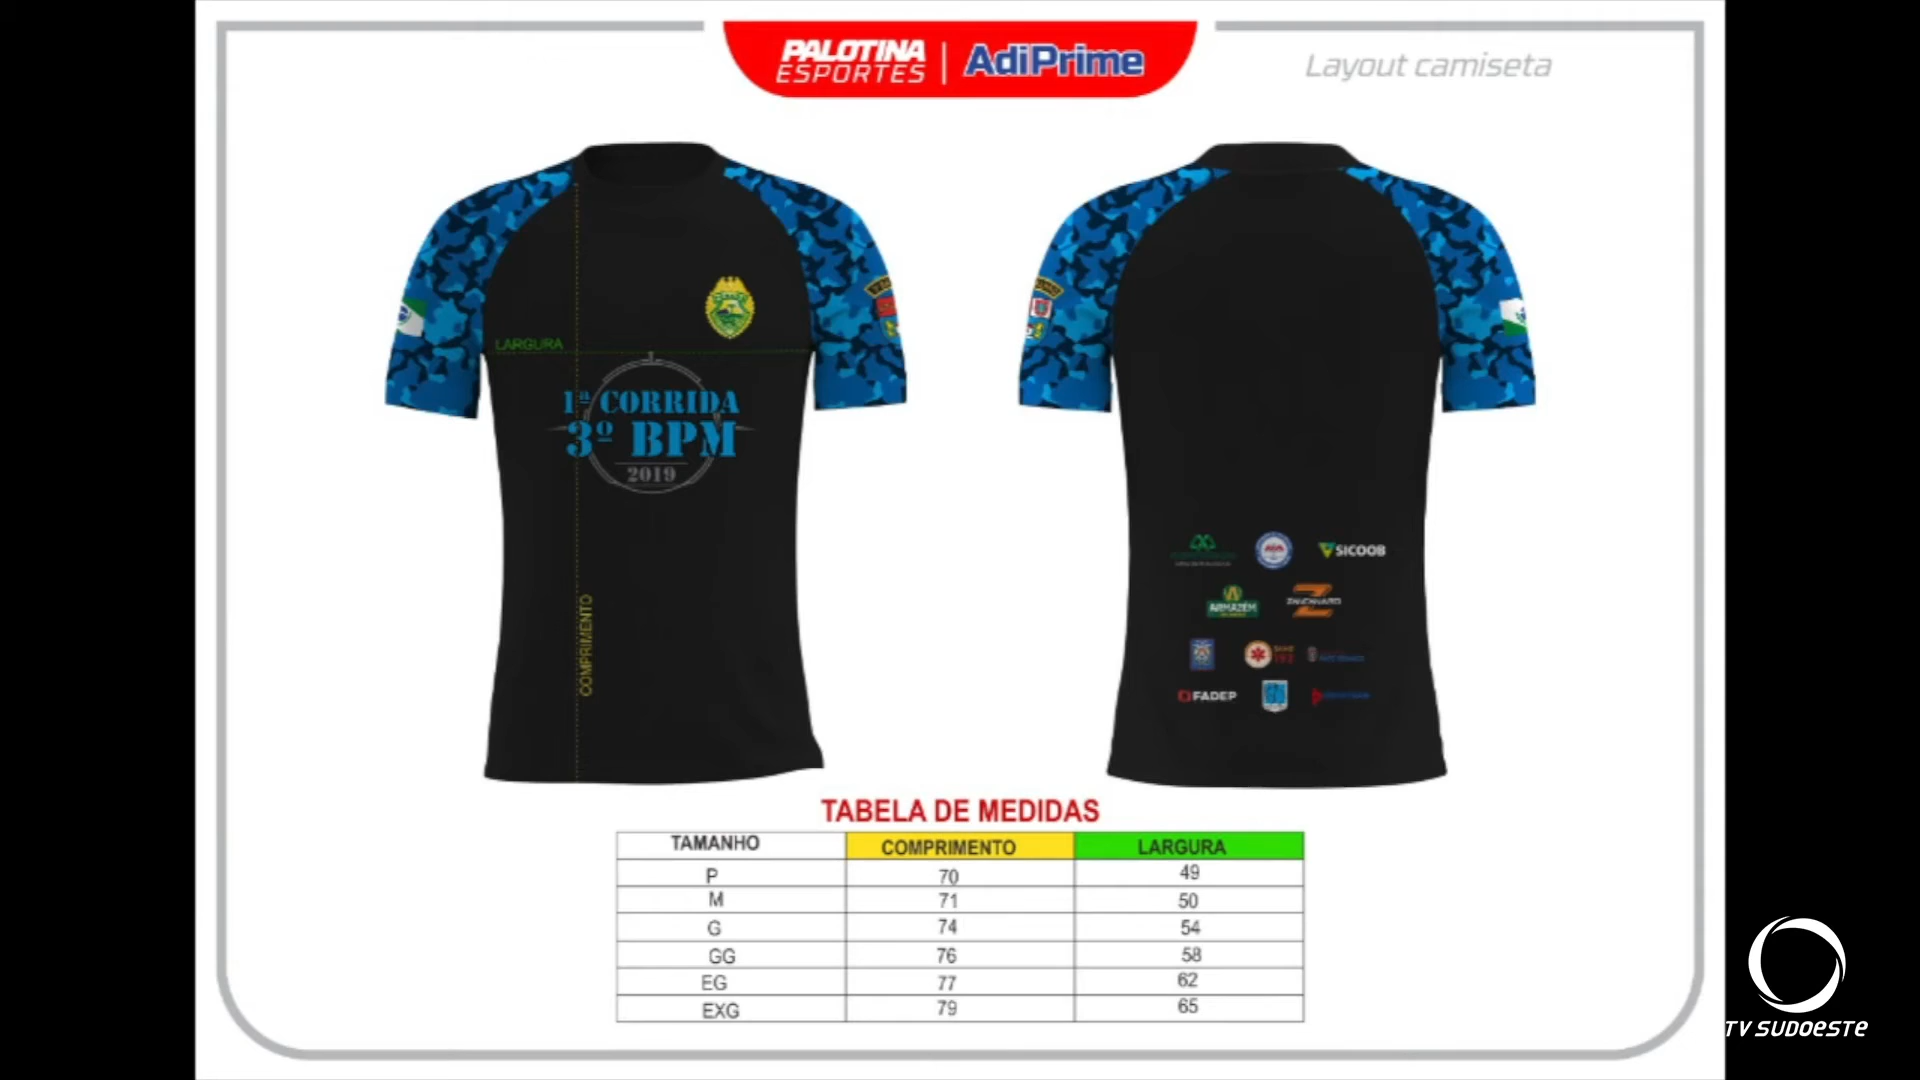 PALOTINA
ESPORTES
AdiPrime
Layout camiseta
LARGURA
1ª CORRIDA
3º BPM
2019
COMPRIMENTO
SICOOB
ARMAZÉM
FADEP
TABELA DE MEDIDAS
TAMANHO COMPRIMENTO LARGURA
P 70 49
M 71 50
G 74 54
GG 76 58
EG 77 62
EXG 79 65
TV SUDOESTE